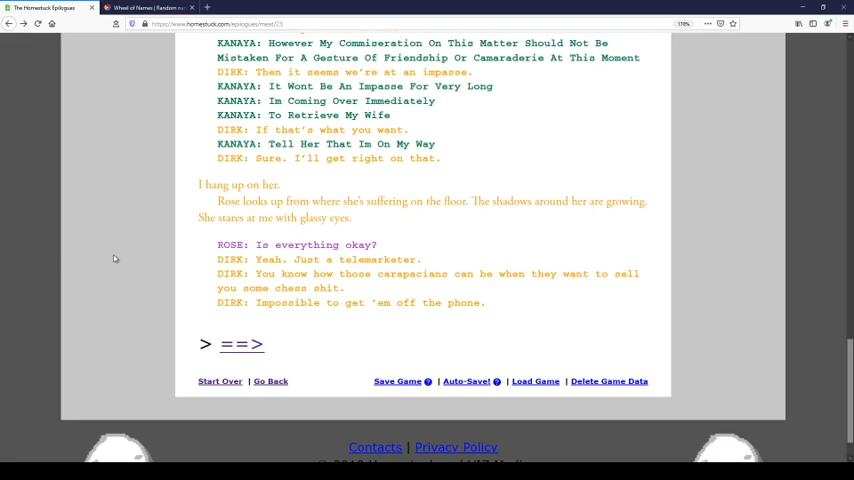 The Homestuck Epilogues
Wheel of Names | Random na
https://www.homestuck.com/epilogues/meat/23
170%
KANAYA: However My Commiseration On This Matter Should Not Be
Mistaken For A Gesture Of Friendship Or Camaraderie At This Moment
DIRK: Then it seems we're at an impasse.
KANAYA: It Wont Be An Impasse For Very Long
KANAYA: Im Coming Over Immediately
KANAYA: To Retrieve My Wife
DIRK: If that's what you want.
KANAYA: Tell Her That Im On My Way
DIRK: Sure. I'll get right on that.
I hang up on her.
Rose looks up from where she's suffering on the floor. The shadows around her are growing.
She stares at me with glassy eyes.
ROSE: Is everything okay?
DIRK: Yeah. Just a telemarketer.
DIRK: You know how those carapacians can be when they want to sell
you some chess shit.
DIRK: Impossible to get 'em off the phone.
> ==>
Start Over | Go Back Save Game ? | Auto-Save! ? | Load Game | Delete Game Data
Contacts | Privacy Policy